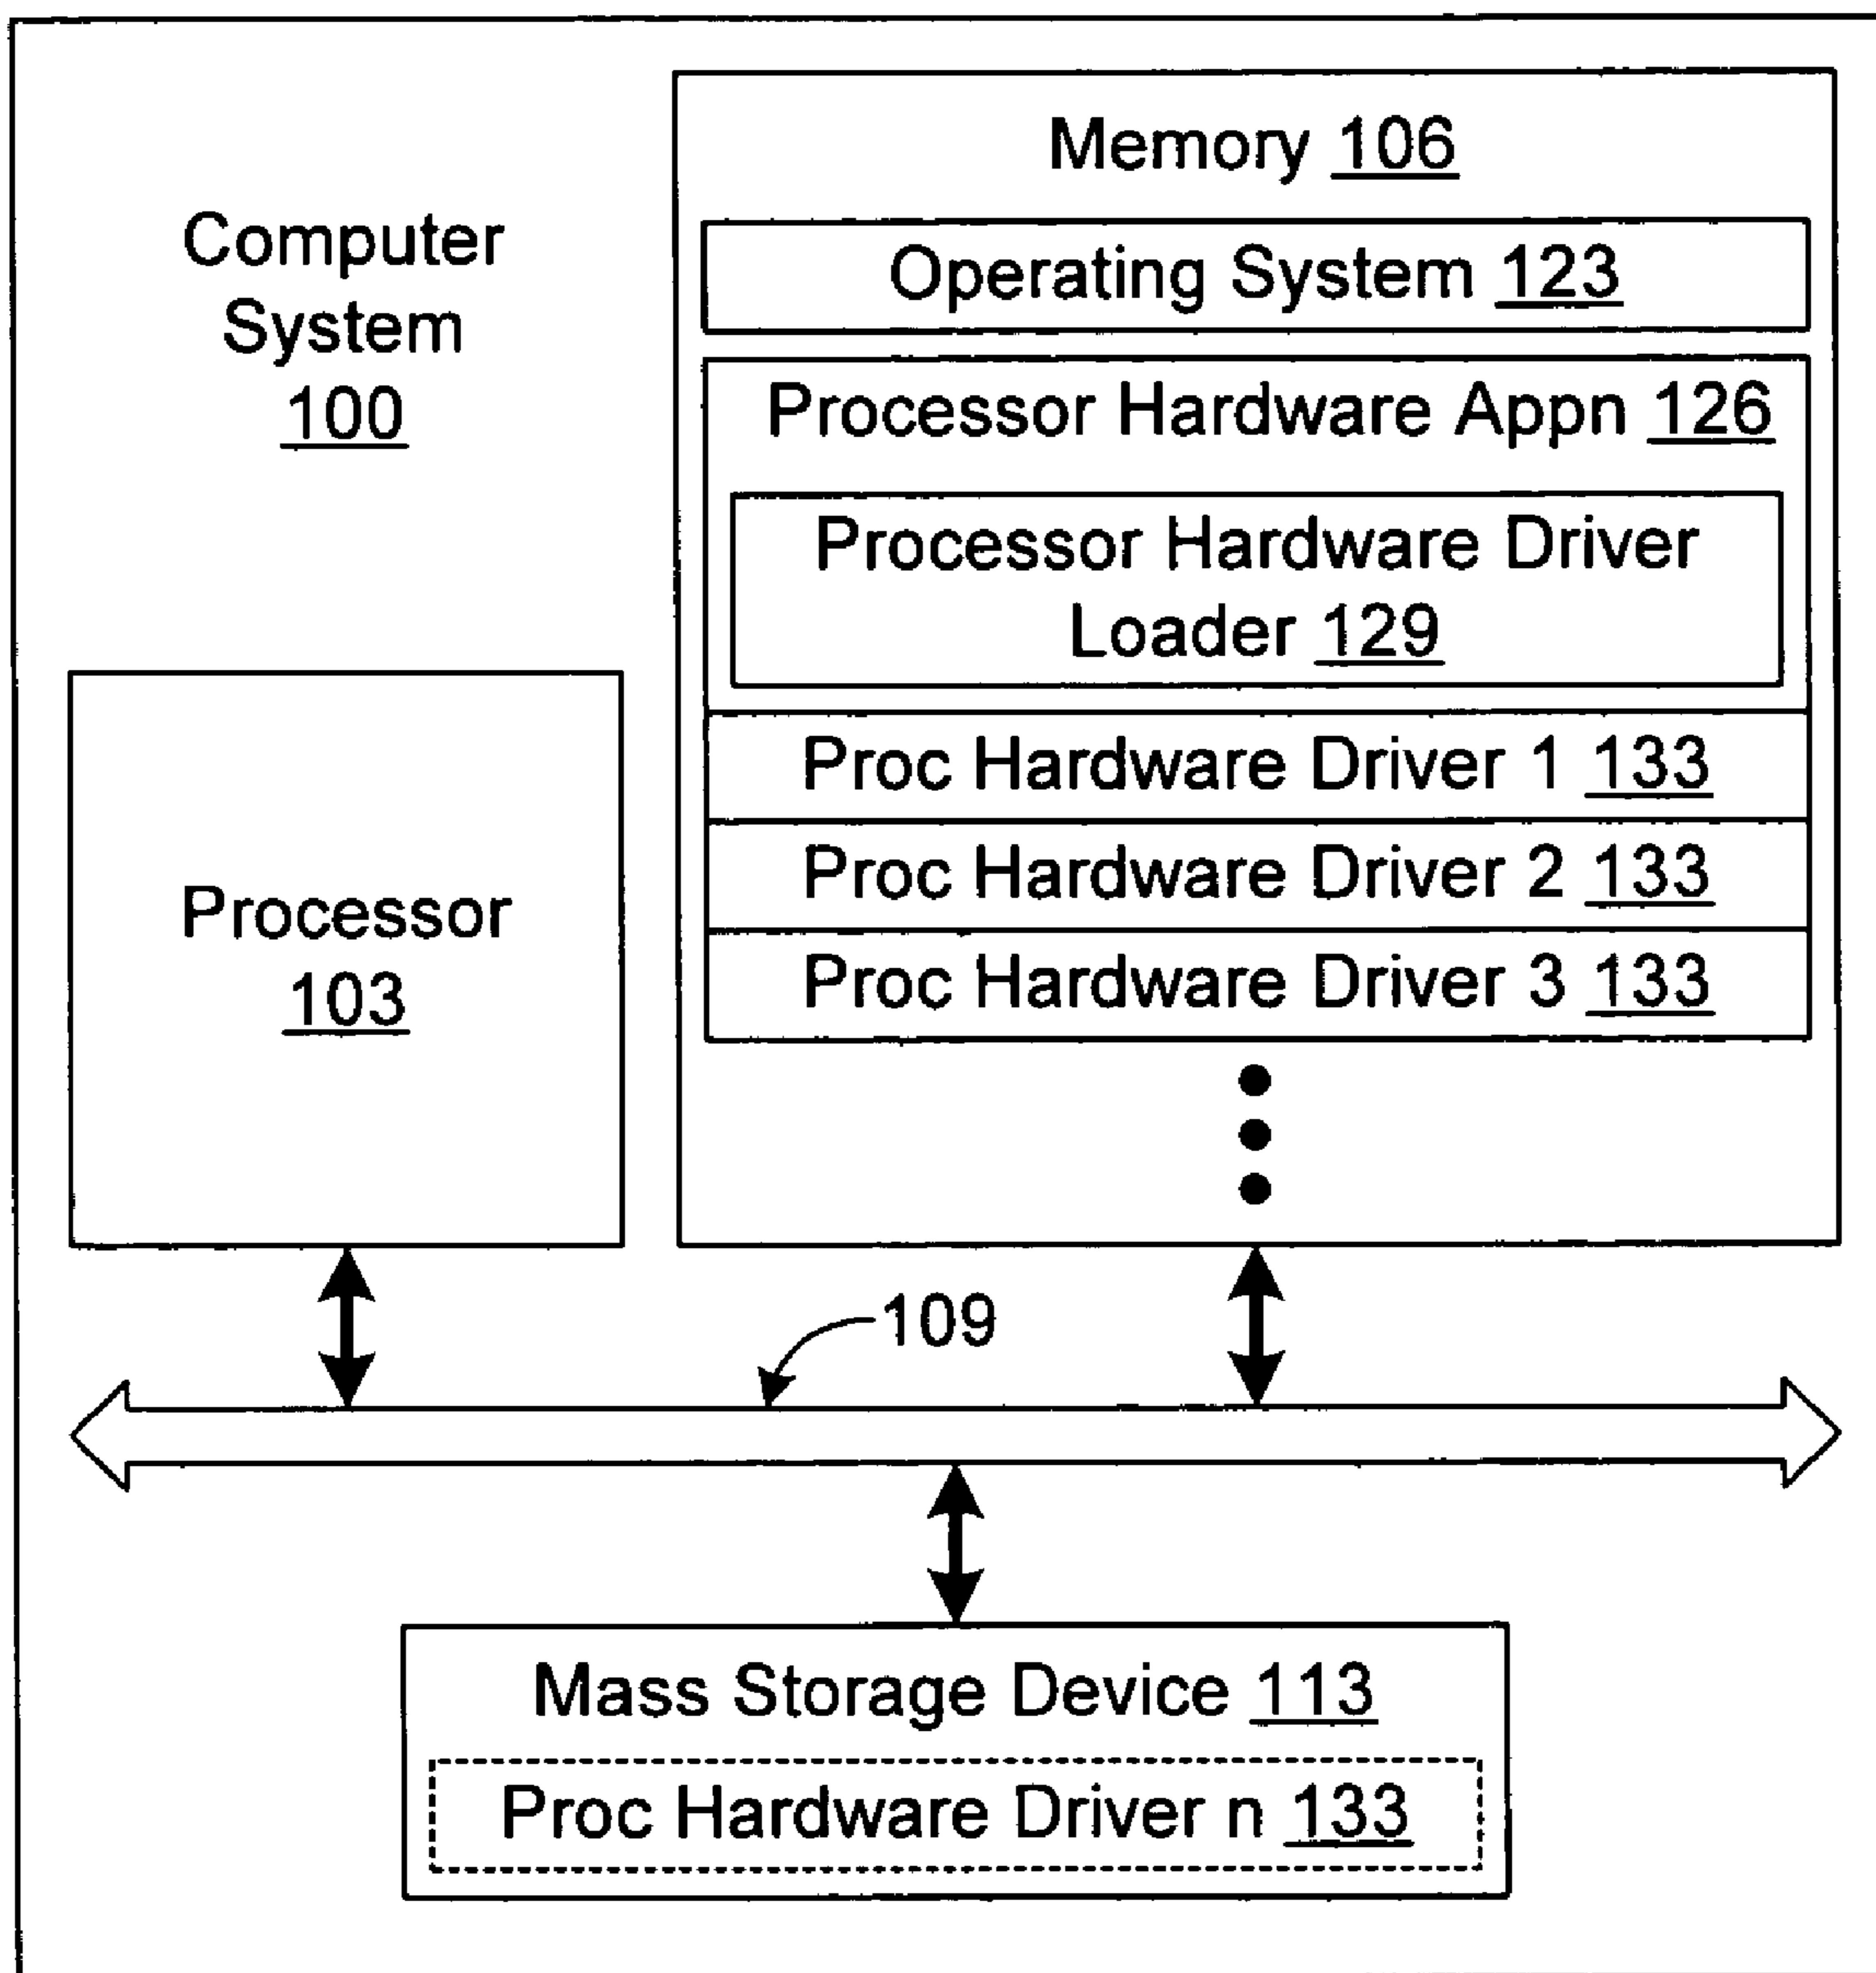 Computer
System
100
Memory 106
Operating System 123
Processor Hardware Appn 126
Processor Hardware Driver
Loader 129
Proc Hardware Driver 1 133
Proc Hardware Driver 2 133
Proc Hardware Driver 3 133
Processor
103
109
Mass Storage Device 113
Proc Hardware Driver n 133